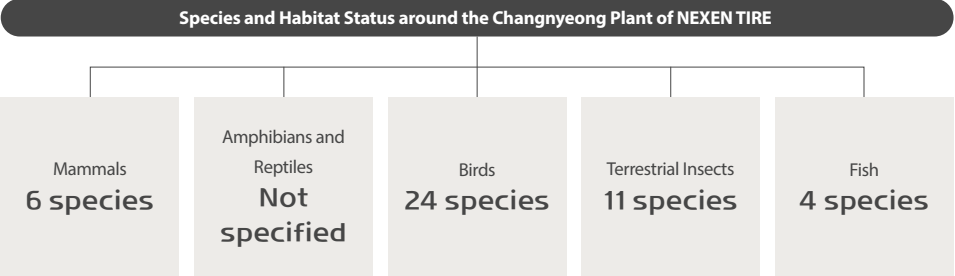 Species and Habitat Status around the Changnyeong Plant of NEXEN TIRE
Mammals
6 species
Amphibians and
Reptiles
Not
specified
Birds
24 species
Terrestrial Insects
11 species
Fish
4 species